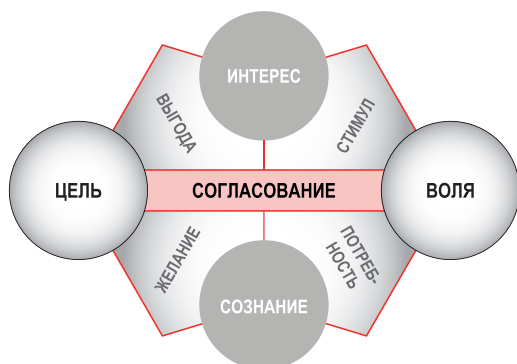 ИНТЕРЕС
ВЫГОДА
СТИМУЛ
ЦЕЛЬ
СОГЛАСОВАНИЕ
ВОЛЯ
ЖЕЛАНИЕ
ПОТРЕБ-
НОСТЬ
СОЗНАНИЕ